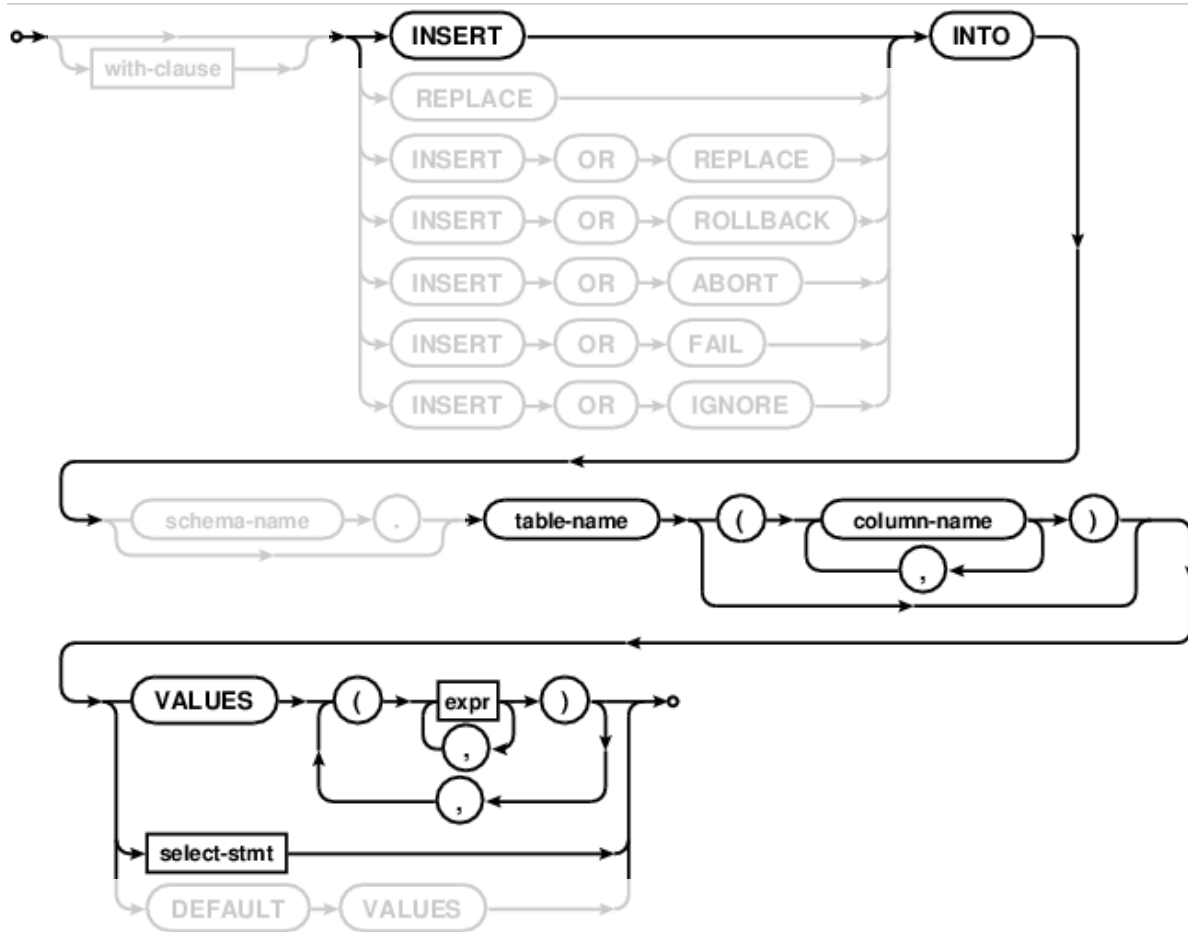 INSERT INTO
with-clause
REPLACE
INSERT OR REPLACE
INSERT OR ROLLBACK
INSERT OR ABORT
INSERT OR FAIL
INSERT OR IGNORE
schema-name . table-name ( column-name )
,
VALUES ( expr )
,
,
select-stmt
DEFAULT VALUES